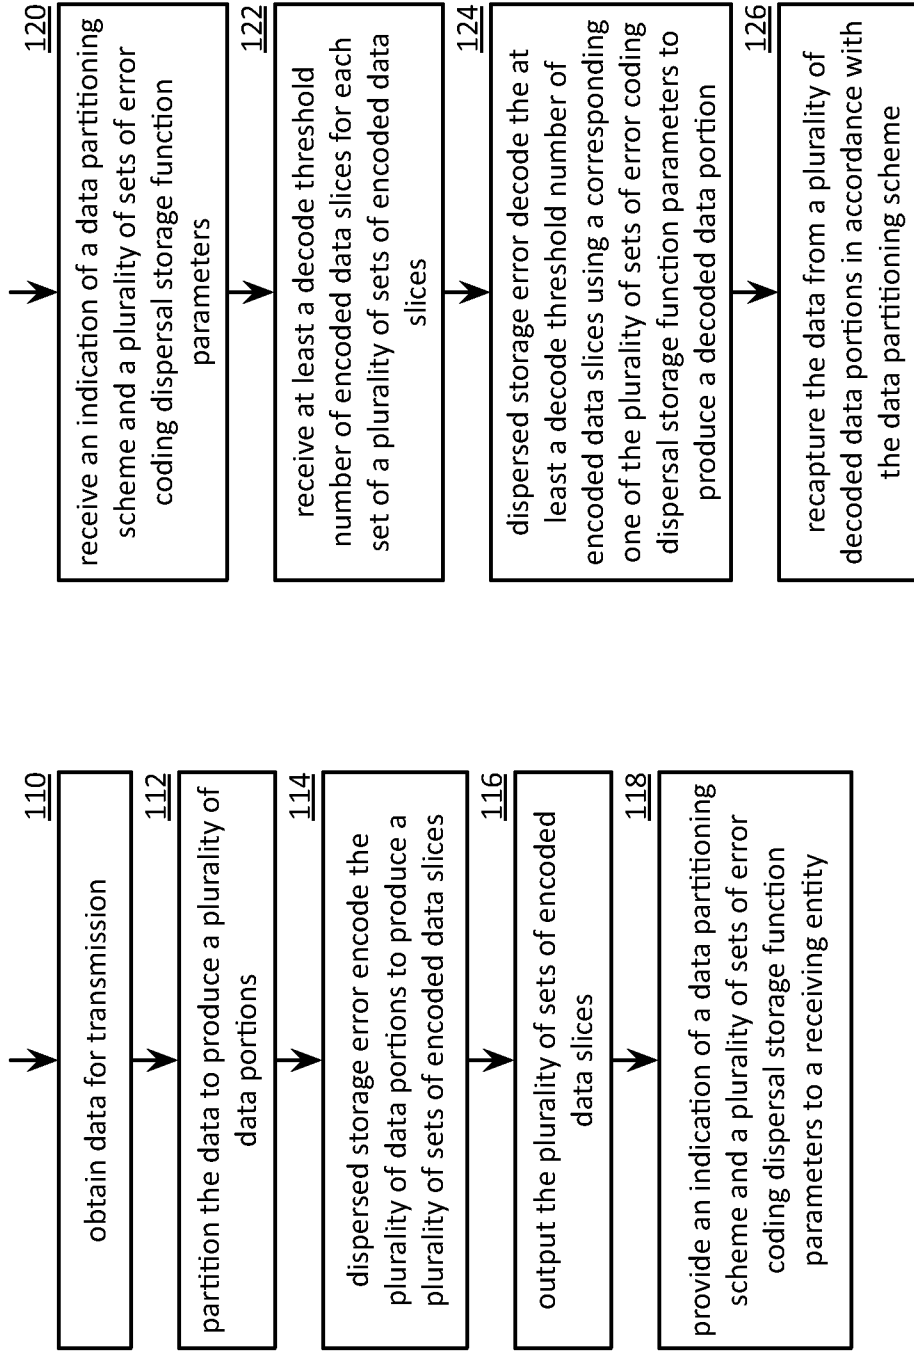 110
obtain data for transmission
112
partition the data to produce a plurality of
data portions
114
dispersed storage error encode the
plurality of data portions to produce a
plurality of sets of encoded data slices
116
output the plurality of sets of encoded
data slices
118
provide an indication of a data partitioning
scheme and a plurality of sets of error
coding dispersal storage function
parameters to a receiving entity
120
receive an indication of a data partitioning
scheme and a plurality of sets of error
coding dispersal storage function
parameters
122
receive at least a decode threshold
number of encoded data slices for each
set of a plurality of sets of encoded data
slices
124
dispersed storage error decode the at
least a decode threshold number of
encoded data slices using a corresponding
one of the plurality of sets of error coding
dispersal storage function parameters to
produce a decoded data portion
126
recapture the data from a plurality of
decoded data portions in accordance with
the data partitioning scheme